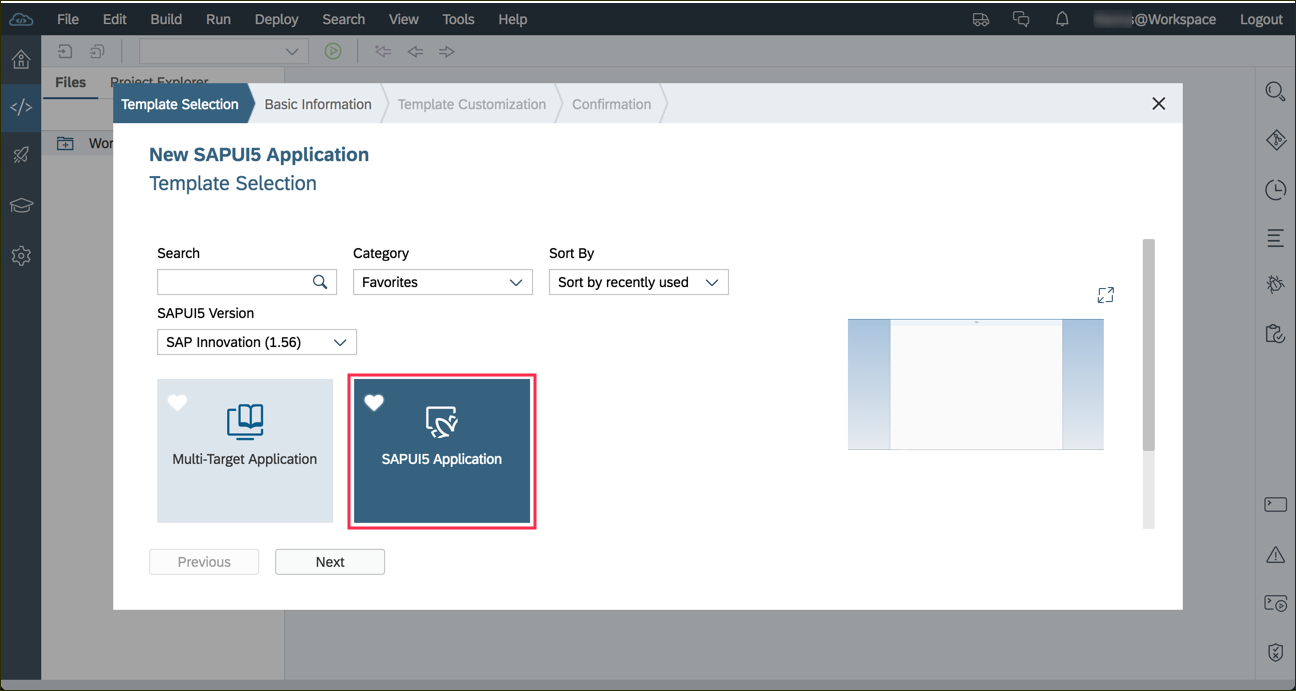 File Edit Build Run Deploy Search View Tools Help @Workspace Logout
Files Project Explorer
Template Selection Basic Information Template Customization Confirmation
New SAPUI5 Application
Template Selection
Search Category Sort By
Favorites Sort by recently used
SAPUI5 Version
SAP Innovation (1.56)
Multi-Target Application SAPUI5 Application
Previous Next